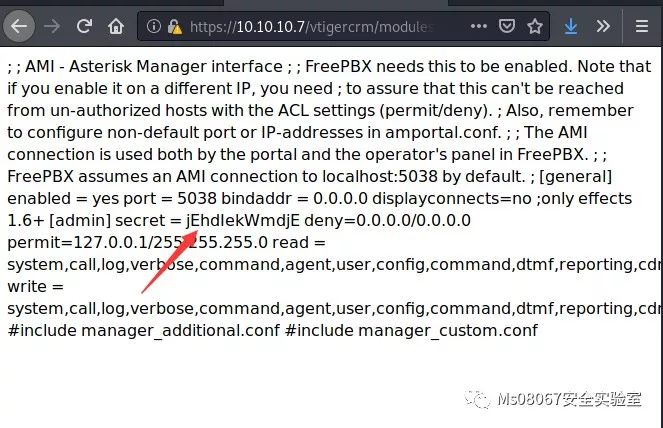 https://10.10.10.7/vtigercrm/modules
; ; AMI - Asterisk Manager interface ; ; FreePBX needs this to be enabled. Note that
if you enable it on a different IP, you need ; to assure that this can't be reached
from un-authorized hosts with the ACL settings (permit/deny). ; Also, remember
to configure non-default port or IP-addresses in amportal.conf. ; ; The AMI
connection is used both by the portal and the operator's panel in FreePBX. ; ;
FreePBX assumes an AMI connection to localhost:5038 by default. ; [general]
enabled = yes port = 5038 bindaddr = 0.0.0.0 displayconnects=no ;only effects
1.6+ [admin] secret = jEhdIekWmdjE deny=0.0.0.0/0.0.0.0
permit=127.0.0.1/255.255.255.0 read =
system,call,log,verbose,command,agent,user,config,command,dtmf,reporting,cdr
write =
system,call,log,verbose,command,agent,user,config,command,dtmf,reporting,cdr
#include manager_additional.conf #include manager_custom.conf
Ms08067安全实验室